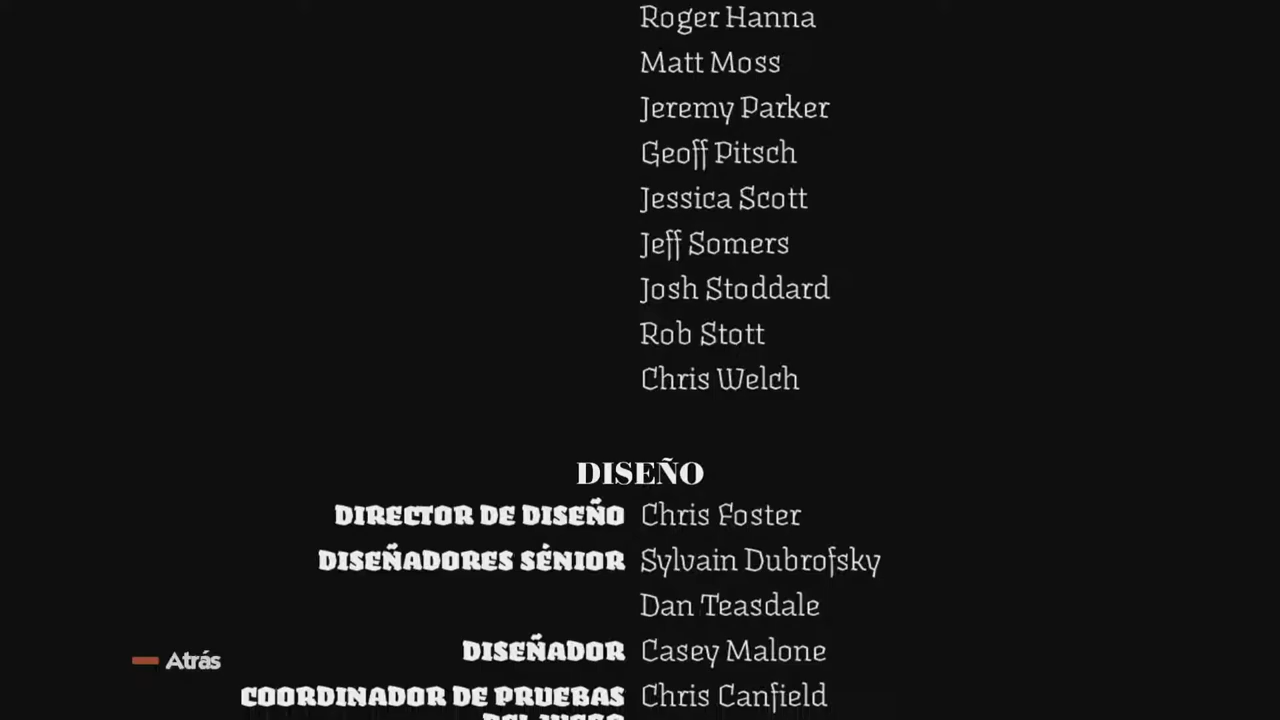 Roger Hanna
Matt Moss
Jeremy Parker
Geoff Pitsch
Jessica Scott
Jeff Somers
Josh Stoddard
Rob Stott
Chris Welch
DISEÑO
DIRECTOR DE DISEÑO Chris Foster
DISEÑADORES SÉNIOR Sylvain Dubrofsky
Dan Teasdale
DISEÑADOR Casey Malone
Atrás
COORDINADOR DE PRUEBAS Chris Canfield
DEL JUEGO